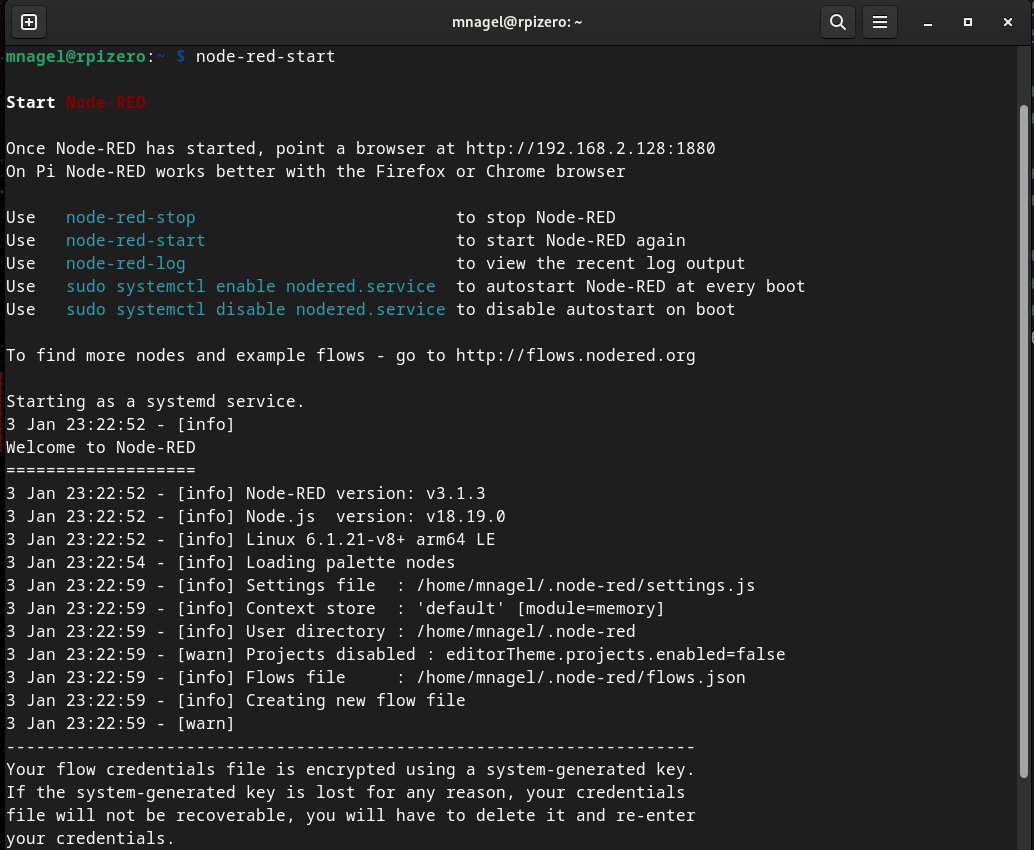 mnagel@rpizero: ~
mnagel@rpizero:~ $ node-red-start
Start Node-RED
Once Node-RED has started, point a browser at http://192.168.2.128:1880
On Pi Node-RED works better with the Firefox or Chrome browser
Use   node-red-stop                          to stop Node-RED
Use   node-red-start                         to start Node-RED again
Use   node-red-log                           to view the recent log output
Use   sudo systemctl enable nodered.service  to autostart Node-RED at every boot
Use   sudo systemctl disable nodered.service to disable autostart on boot
To find more nodes and example flows - go to http://flows.nodered.org
Starting as a systemd service.
3 Jan 23:22:52 - [info]
Welcome to Node-RED
===================
3 Jan 23:22:52 - [info] Node-RED version: v3.1.3
3 Jan 23:22:52 - [info] Node.js  version: v18.19.0
3 Jan 23:22:52 - [info] Linux 6.1.21-v8+ arm64 LE
3 Jan 23:22:54 - [info] Loading palette nodes
3 Jan 23:22:59 - [info] Settings file  : /home/mnagel/.node-red/settings.js
3 Jan 23:22:59 - [info] Context store  : 'default' [module=memory]
3 Jan 23:22:59 - [info] User directory : /home/mnagel/.node-red
3 Jan 23:22:59 - [warn] Projects disabled : editorTheme.projects.enabled=false
3 Jan 23:22:59 - [info] Flows file     : /home/mnagel/.node-red/flows.json
3 Jan 23:22:59 - [info] Creating new flow file
3 Jan 23:22:59 - [warn]
---------------------------------------------------------------------
Your flow credentials file is encrypted using a system-generated key.
If the system-generated key is lost for any reason, your credentials
file will not be recoverable, you will have to delete it and re-enter
your credentials.